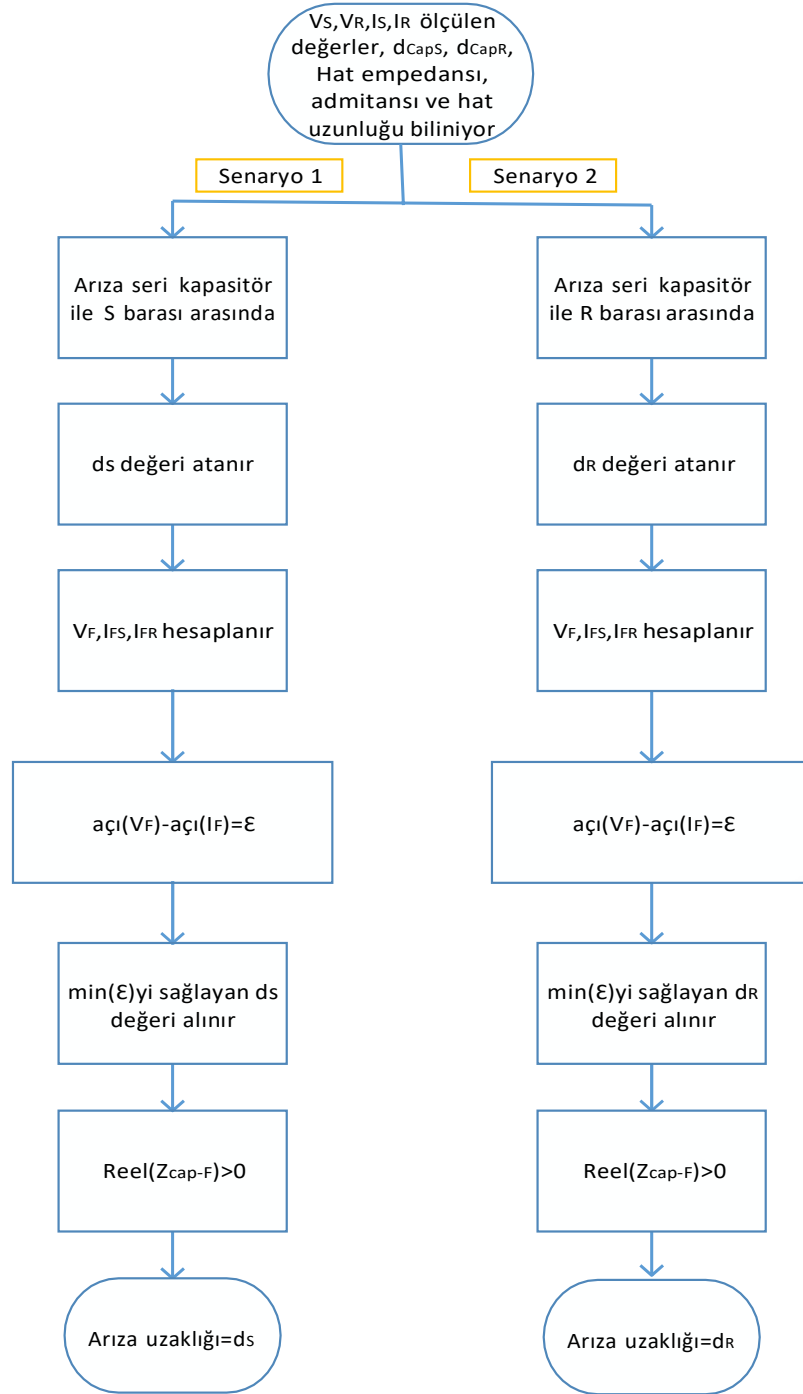 VS,VR,IS,IR ölçülen
değerler, dCapS, dCapR,
Hat empedansı,
admitansı ve hat
uzunluğu biliniyor
Senaryo 1
Senaryo 2
Arıza seri kapasitör
ile S barası arasında
Arıza seri kapasitör
ile R barası arasında
dS değeri atanır
dR değeri atanır
VF,IFS,IFR hesaplanır
VF,IFS,IFR hesaplanır
açı(VF)-açı(IF)=Ɛ
açı(VF)-açı(IF)=Ɛ
min(Ɛ)yi sağlayan dS
değeri alınır
min(Ɛ)yi sağlayan dR
değeri alınır
Reel(Zcap-F)>0
Reel(Zcap-F)>0
Arıza uzaklığı=dS
Arıza uzaklığı=dR